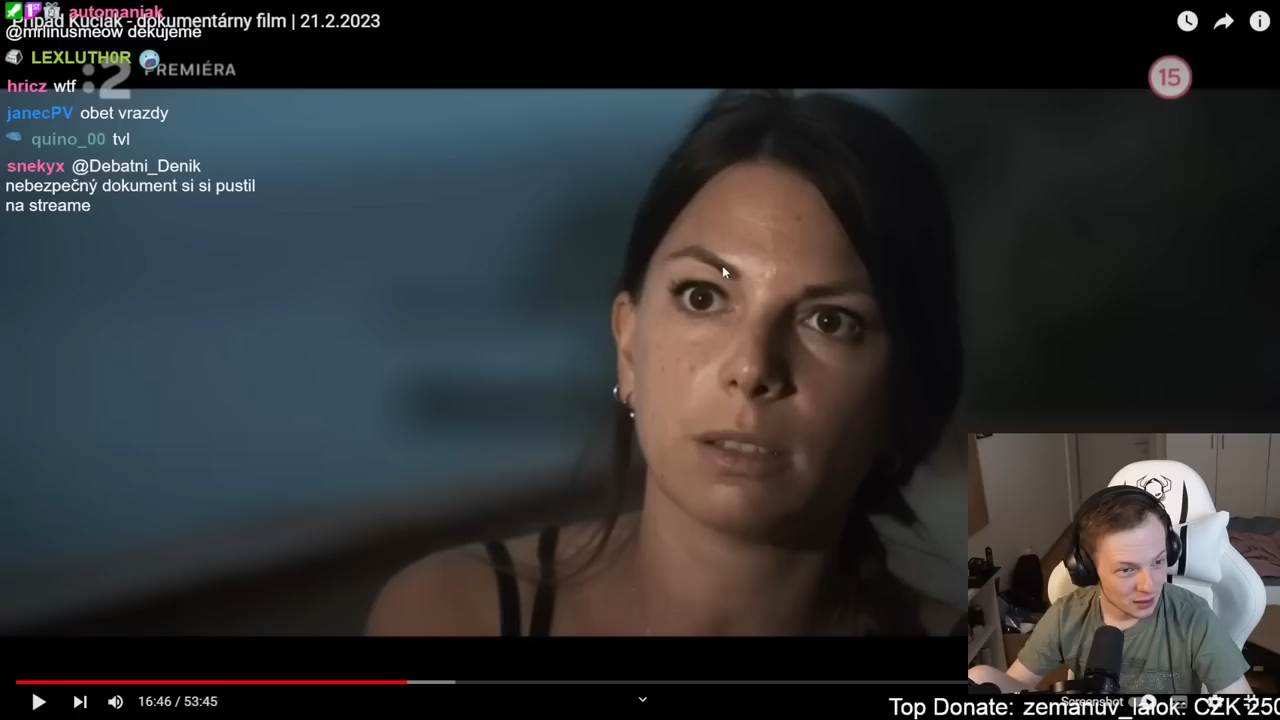 Prípad Kuciak - dokumentárny film | 21.2.2023
automaniak
@mrlinusmeow dekujeme
LEXLUTH0R
:2 PREMIÉRA
15
hricz wtf
janecPV obet vrazdy
quino_00 tvl
snekyx @Debatni_Denik
nebezpečný dokument si si pustil
na streame
16:46 / 53:45
Screenshot
Top Donate: zemanuv_lalok: CZK 250